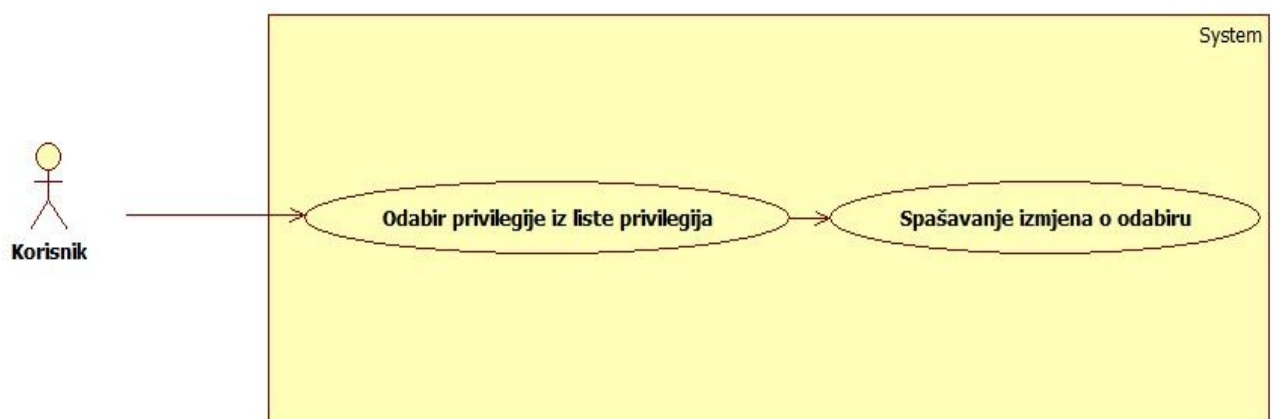 System
Odabir privilegije iz liste privilegija
Spašavanje izmjena o odabiru
Korisnik